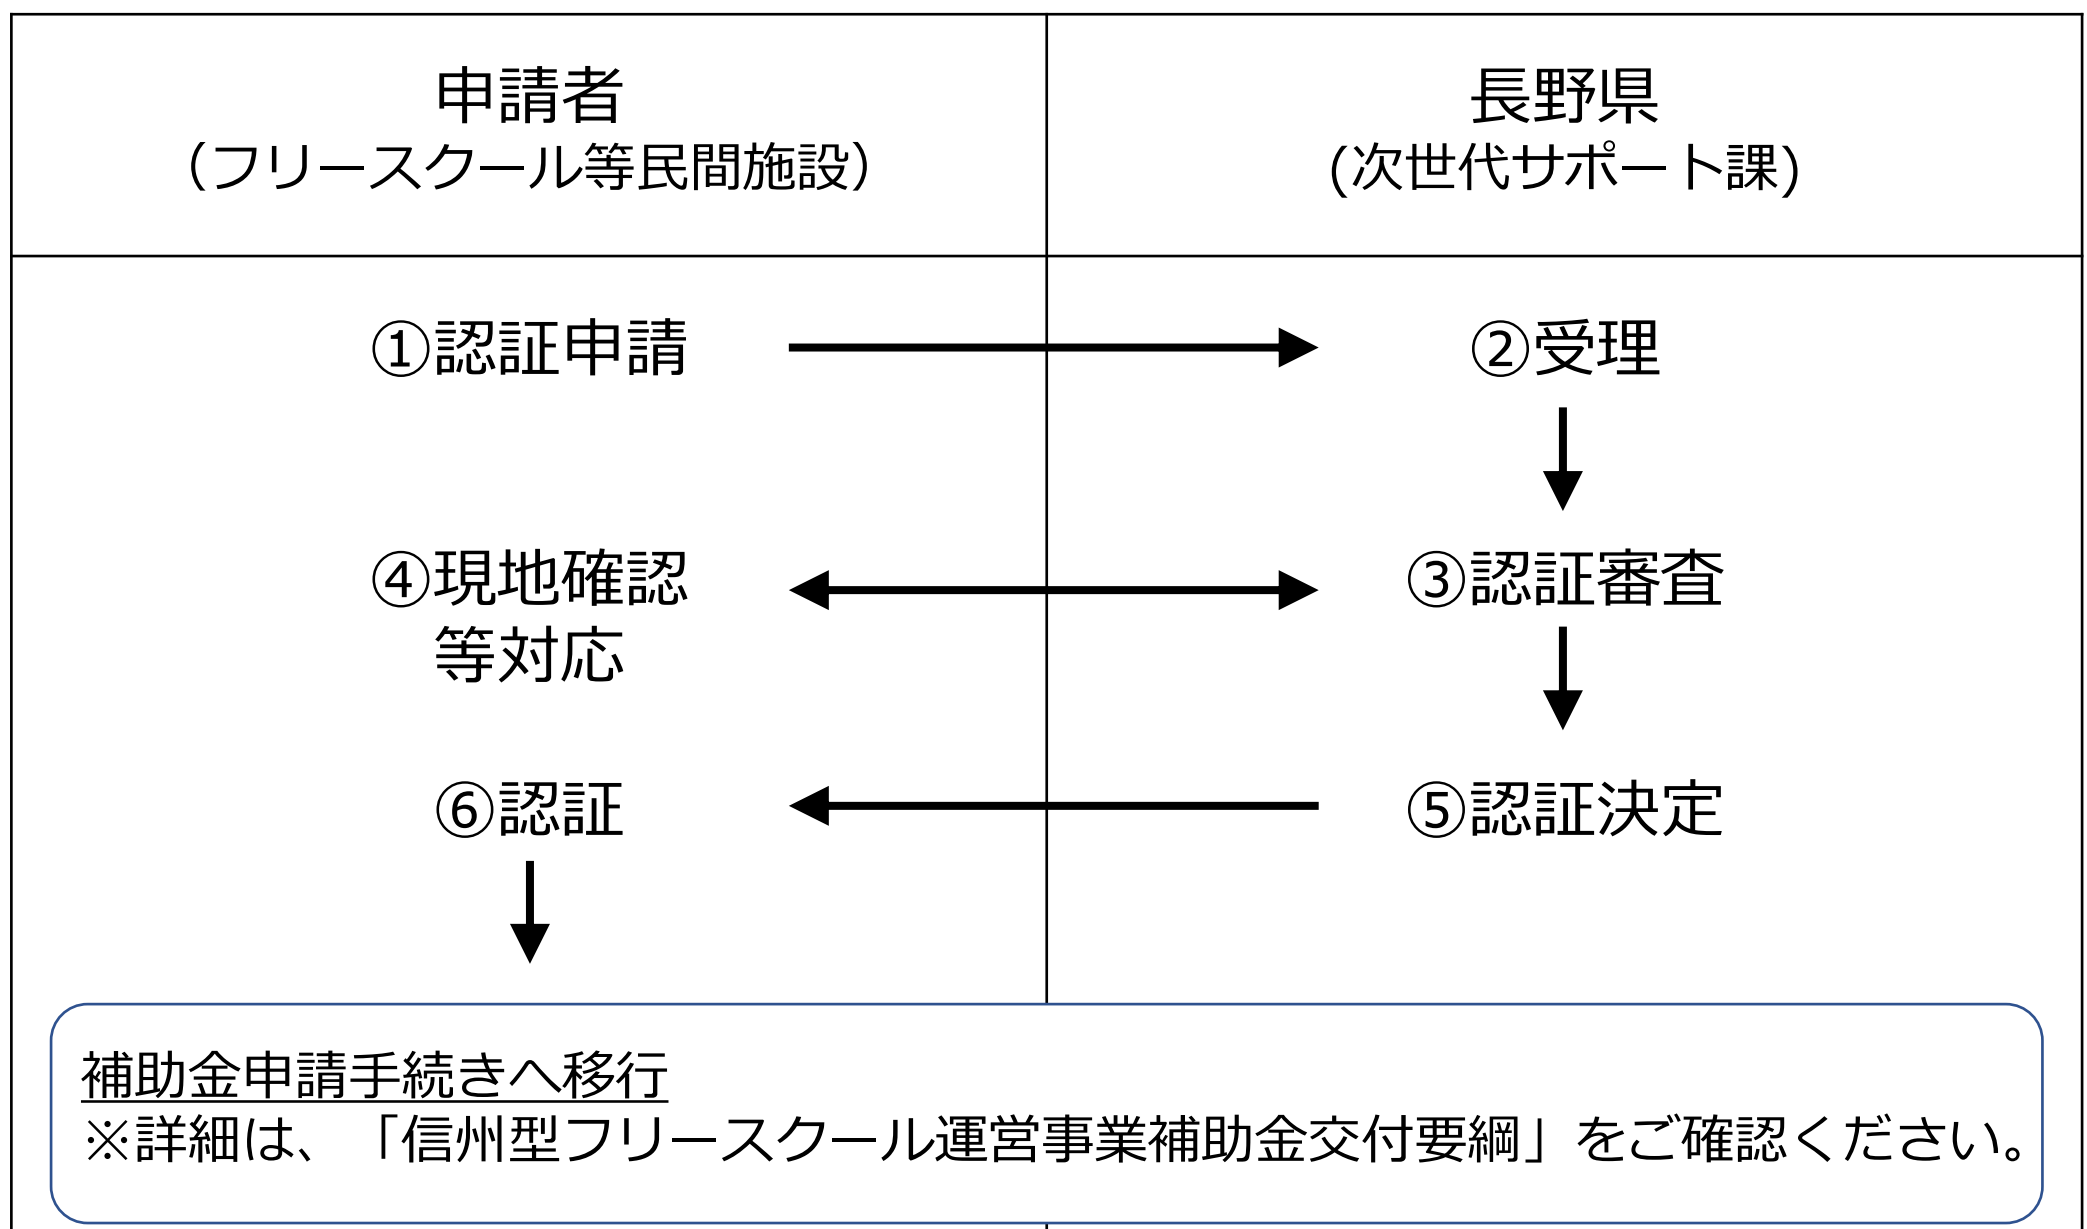 申請者
（フリースクール等民間施設）
長野県
(次世代サポート課)
①認証申請
②受理
④現地確認
等対応
③認証審査
⑥認証
⑤認証決定
補助金申請手続きへ移行
※詳細は、「信州型フリースクール運営事業補助金交付要綱」をご確認ください。